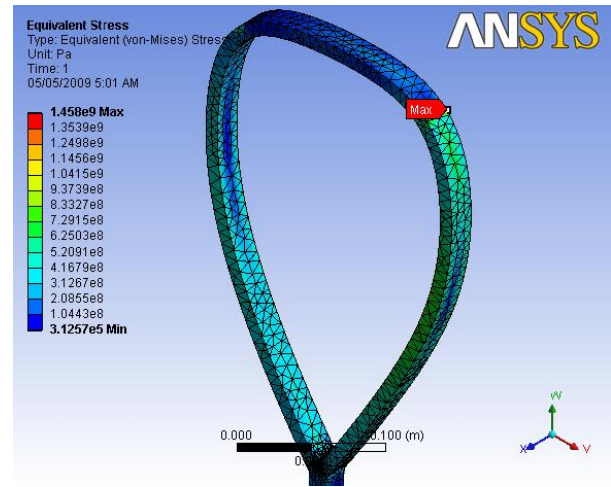 Equivalent Stress
Type: Equivalent (von-Mises) Stress
Unit: Pa
Time: 1
05/05/2009 5:01 AM
ANSYS
1.458e9 Max
1.3539e9
1.2498e9
1.1456e9
1.0415e9
9.3739e8
8.3327e8
7.2915e8
6.2503e8
5.2091e8
4.1679e8
3.1267e8
2.0855e8
1.0443e8
3.1257e5 Min
Max
0.000
0.100 (m)
X
Y